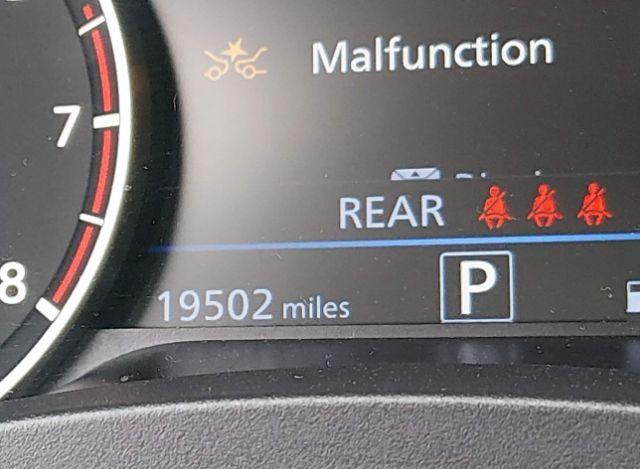 Malfunction
7
REAR
8
P
19502 miles